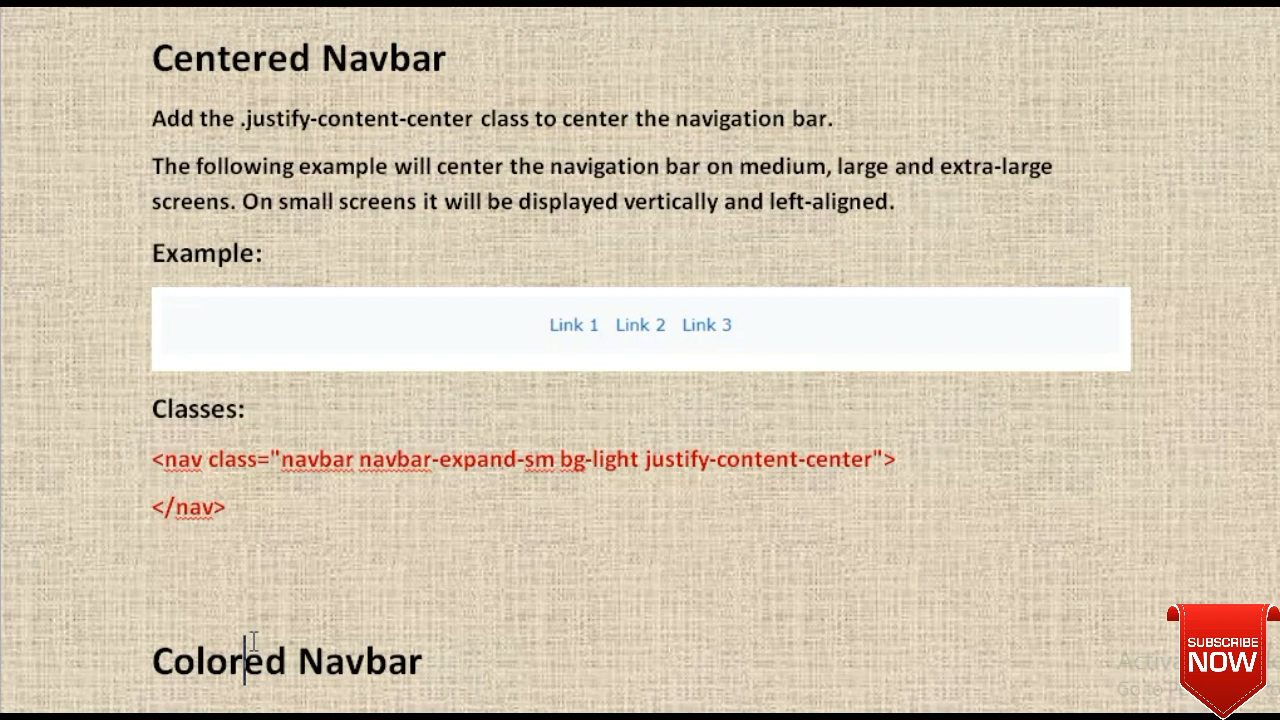 Centered Navbar
Add the .justify-content-center class to center the navigation bar.
The following example will center the navigation bar on medium, large and extra-large
screens. On small screens it will be displayed vertically and left-aligned.
Example:
Link 1 Link 2 Link 3
Classes:
<nav class="navbar navbar-expand-sm bg-light justify-content-center">
</nav>
Colored Navbar
SUBSCRIBE
NOW